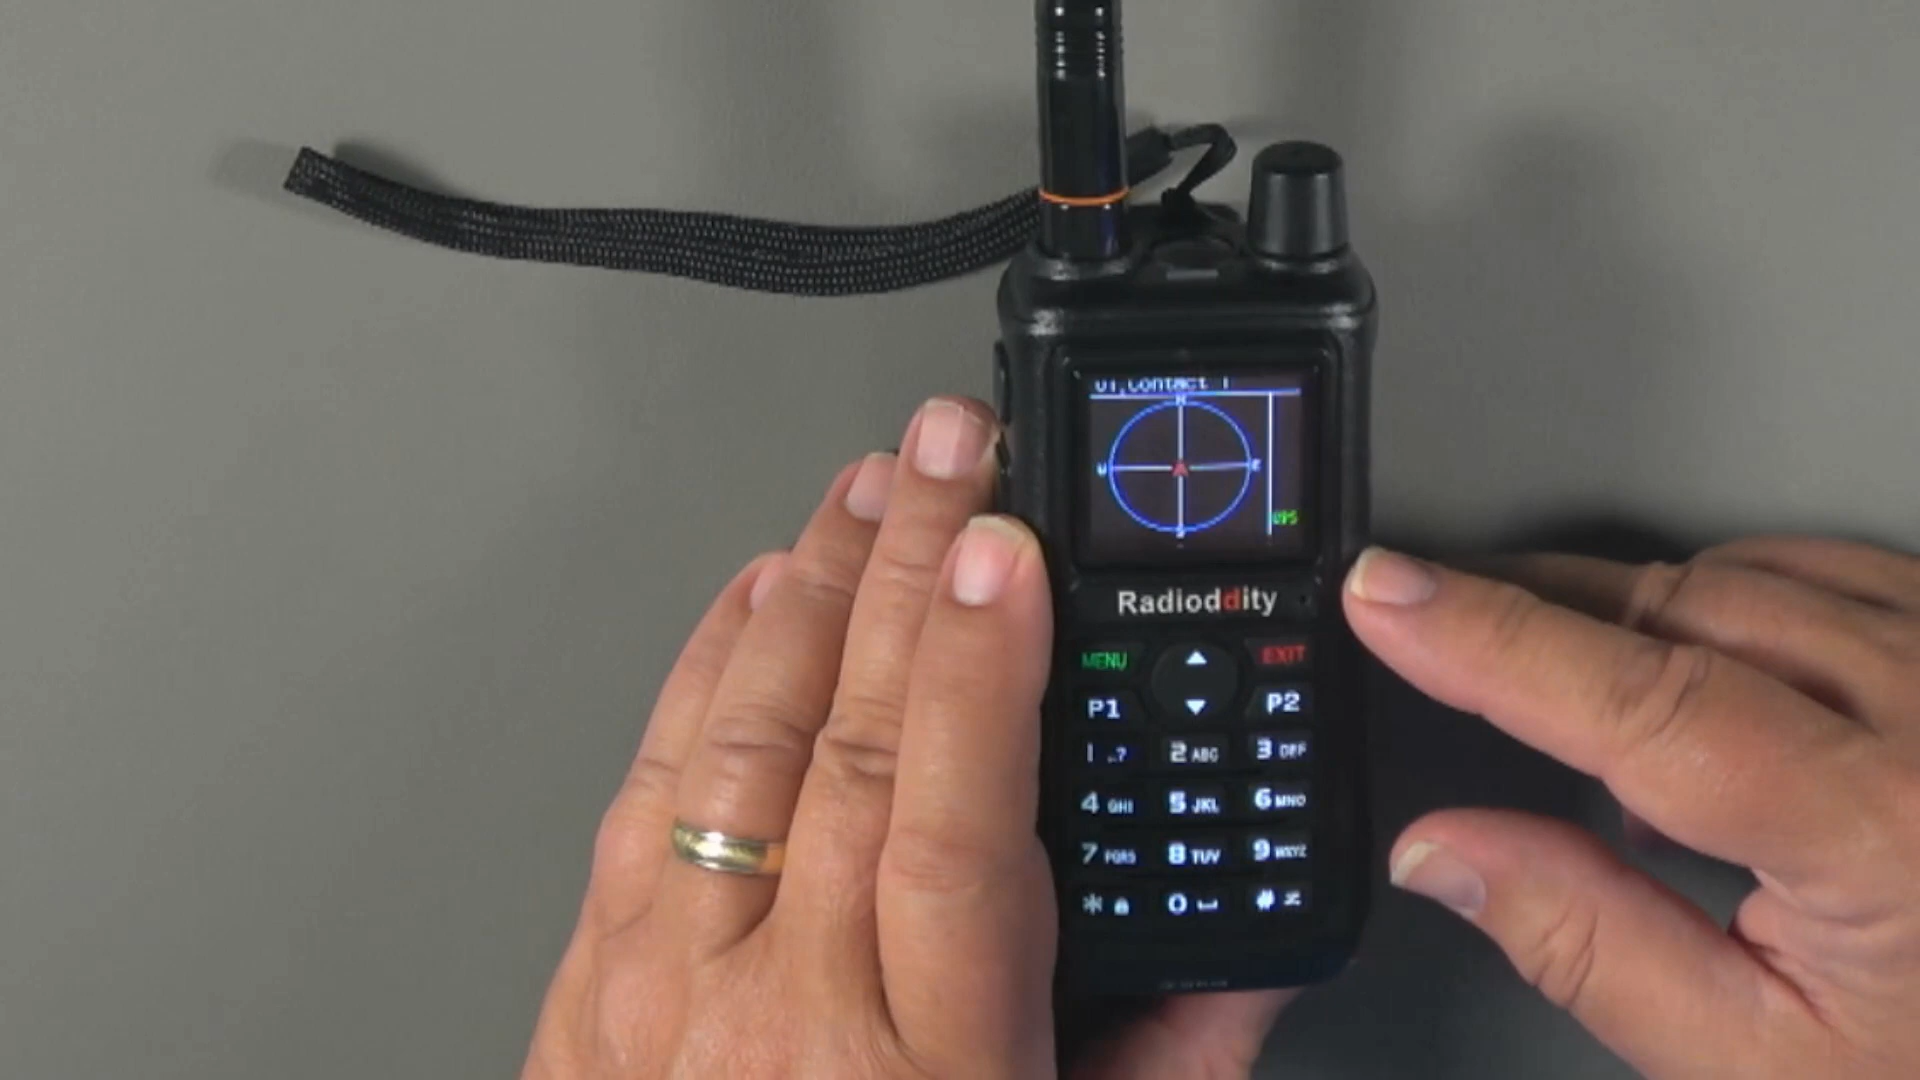 01,Contact 1
N
W E
S
GPS
Radioddity
MENU EXIT
P1 P2
1 ..? 2 ABC 3 DEF
4 GHI 5 JKL 6 MNO
7 PQRS 8 TUV 9 WXYZ
* 0 #